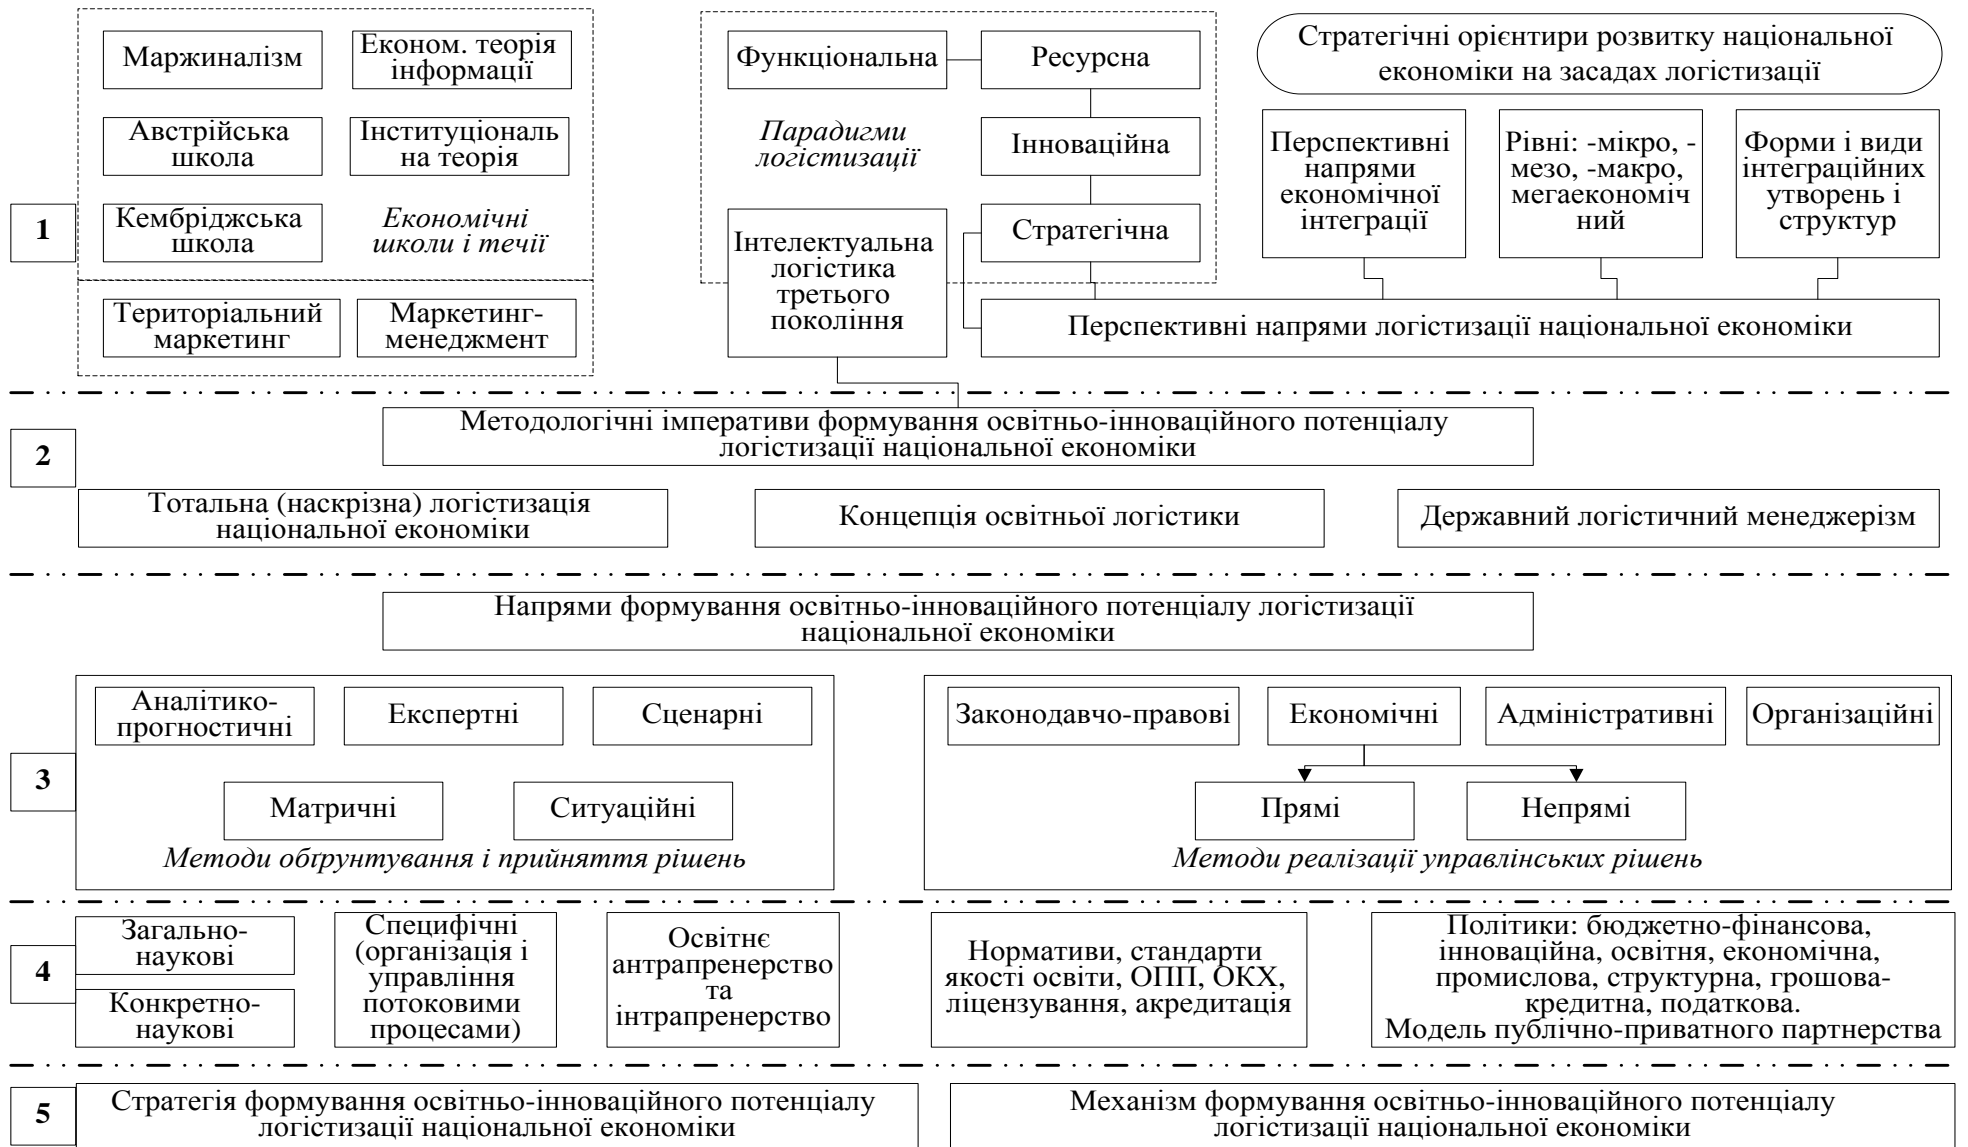 Маржиналізм
Економ. теорія
інформації
Австрійська
школа
Інституціональ
на теорія
1
Кембріджська
школа
Економічні
школи і течії
Територіальний
маркетинг
Маркетинг-
менеджмент
Функціональна
Ресурсна
Парадигми
логістизації
Інноваційна
Стратегічна
Інтелектуальна
логістика
третього
покоління
Стратегічні орієнтири розвитку національної
економіки на засадах логістизації
Перспективні
напрями
економічної
інтеграції
Рівні: -мікро, -
мезо, -макро,
мегаекономіч
ний
Форми і види
інтеграційних
утворень і
структур
Перспективні напрями логістизації національної економіки
2
Методологічні імперативи формування освітньо-інноваційного потенціалу
логістизації національної економіки
Тотальна (наскрізна) логістизація
національної економіки
Концепція освітньої логістики
Державний логістичний менеджерізм
Напрями формування освітньо-інноваційного потенціалу логістизації
національної економіки
3
Аналітико-
прогностичні
Експертні
Сценарні
Матричні
Ситуаційні
Методи обґрунтування і прийняття рішень
Законодавчо-правові
Економічні
Адміністративні
Організаційні
Прямі
Непрямі
Методи реалізації управлінських рішень
4
Загально-
наукові
Конкретно-
наукові
Специфічні
(організація і
управління
потоковими
процесами)
Освітнє
антрапренерство
та
інтрапренерство
Нормативи, стандарти
якості освіти, ОПП, ОКХ,
ліцензування, акредитація
Політики: бюджетно-фінансова,
інноваційна, освітня, економічна,
промислова, структурна, грошова-
кредитна, податкова.
Модель публічно-приватного партнерства
5
Стратегія формування освітньо-інноваційного потенціалу
логістизації національної економіки
Механізм формування освітньо-інноваційного потенціалу
логістизації національної економіки